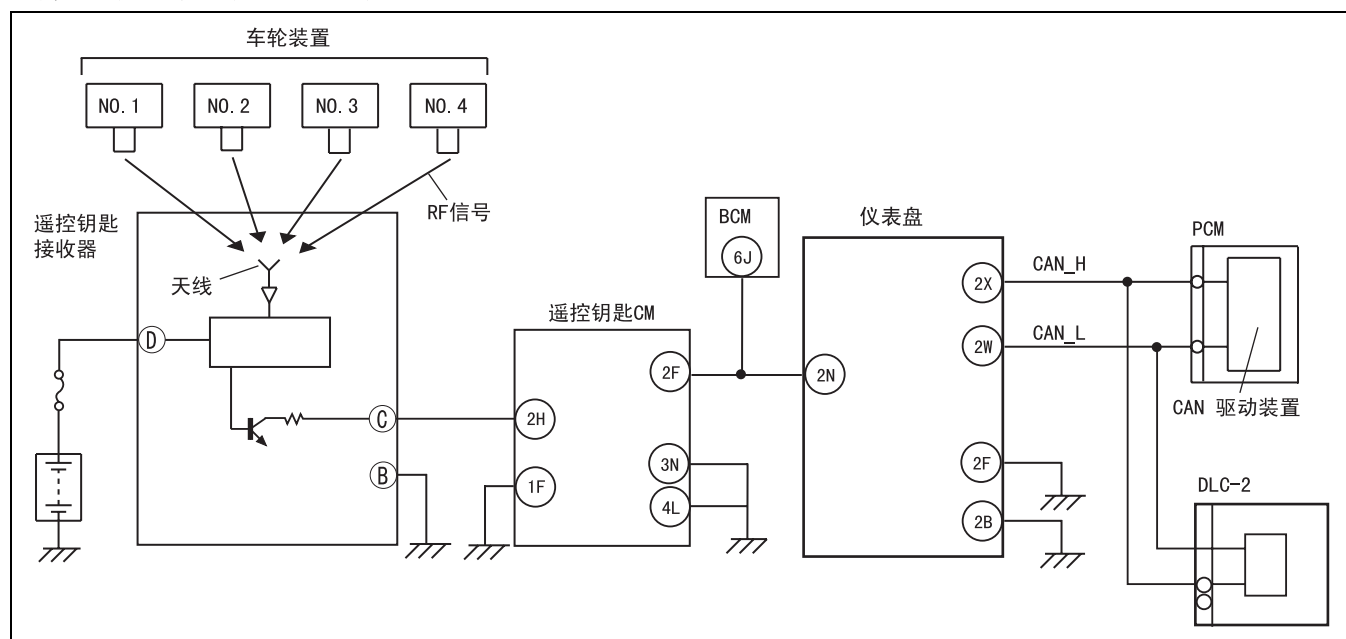 车轮装置
NO. 1
NO. 2
NO. 3
NO. 4
RF信号
遥控钥匙
接收器
天线
D
C
B
遥控钥匙CM
2H
1F
2F
3N
4L
BCM
6J
仪表盘
2N
2X
2W
2F
2B
CAN_H
CAN_L
PCM
CAN 驱动装置
DLC-2